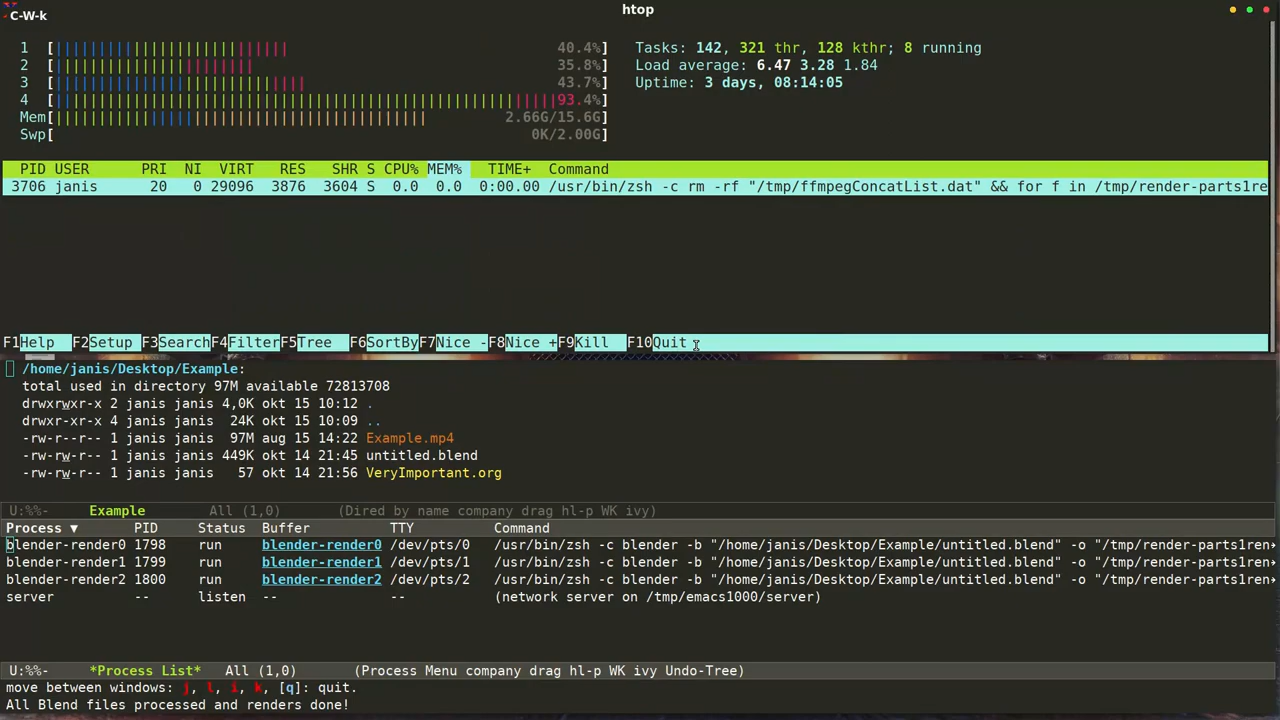 C-W-k
htop
1 [|||||||||||||||||||||||||||| 40.4%] Tasks: 142, 321 thr, 128 kthr; 8 running
2 [|||||||||||||||||||||||| 35.8%] Load average: 6.47 3.28 1.84
3 [|||||||||||||||||||||||||||||| 43.7%] Uptime: 3 days, 08:14:05
4 [||||||||||||||||||||||||||||||||||||||||||||||||||||||||||93.4%]
Mem[||||||||||||||||||||||||||||||||||||||||||| 2.66G/15.6G]
Swp[ 0K/2.00G]
PID USER PRI NI VIRT RES SHR S CPU% MEM% TIME+ Command
3706 janis 20 0 29096 3876 3604 S 0.0 0.0 0:00.00 /usr/bin/zsh -c rm -rf "/tmp/ffmpegConcatList.dat" && for f in /tmp/render-parts1re
F1Help F2Setup F3Search F4Filter F5Tree F6SortBy F7Nice - F8Nice + F9Kill F10Quit
/home/janis/Desktop/Example:
total used in directory 97M available 72813708
drwxrwxr-x 2 janis janis 4,0K okt 15 10:12 .
drwxr-xr-x 4 janis janis 24K okt 15 10:09 ..
-rw-r--r-- 1 janis janis 97M aug 15 14:22 Example.mp4
-rw-rw-r-- 1 janis janis 449K okt 14 21:45 untitled.blend
-rw-rw-r-- 1 janis janis 57 okt 14 21:56 VeryImportant.org
U:%%- Example All (1,0) (Dired by name company drag hl-p WK ivy)
Process ▼ PID Status Buffer TTY Command
blender-render0 1798 run blender-render0 /dev/pts/0 /usr/bin/zsh -c blender -b "/home/janis/Desktop/Example/untitled.blend" -o "/tmp/render-parts1ren→
blender-render1 1799 run blender-render1 /dev/pts/1 /usr/bin/zsh -c blender -b "/home/janis/Desktop/Example/untitled.blend" -o "/tmp/render-parts1ren→
blender-render2 1800 run blender-render2 /dev/pts/2 /usr/bin/zsh -c blender -b "/home/janis/Desktop/Example/untitled.blend" -o "/tmp/render-parts1ren→
server -- listen -- -- (network server on /tmp/emacs1000/server)
U:%%- *Process List* All (1,0) (Process Menu company drag hl-p WK ivy Undo-Tree)
move between windows: j, l, i, k, [q]: quit.
All Blend files processed and renders done!